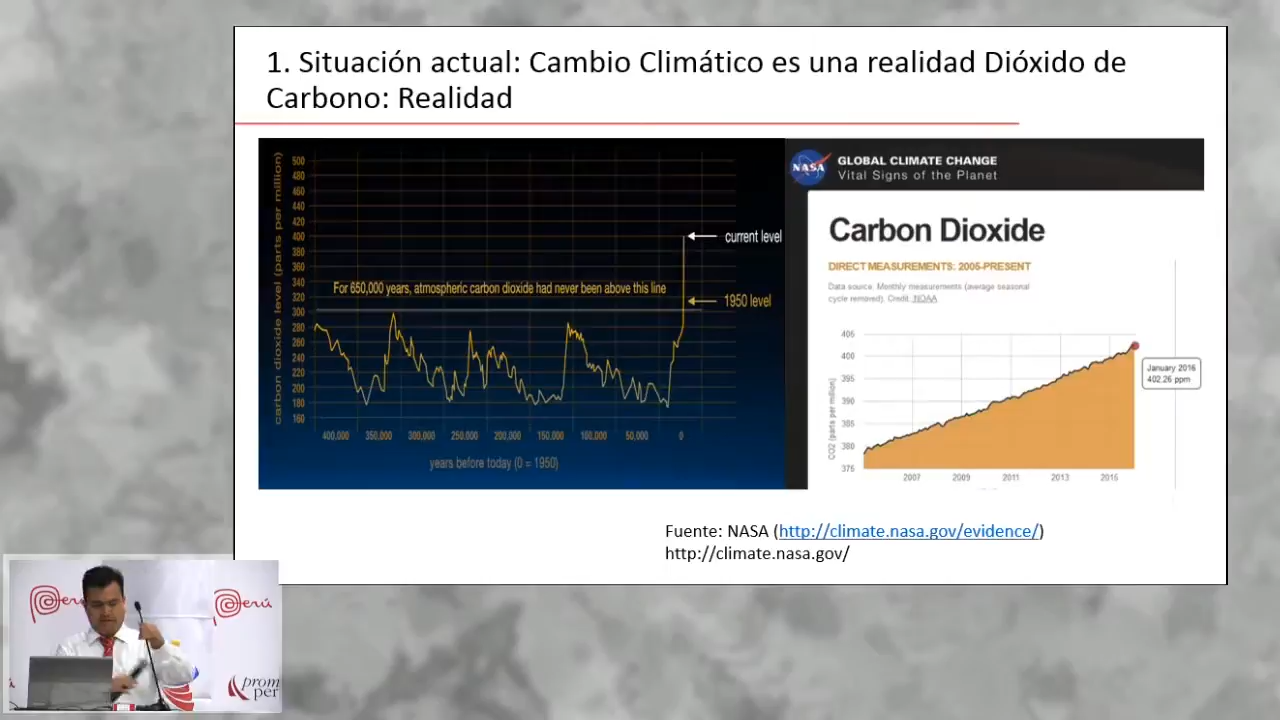 1. Situación actual: Cambio Climático es una realidad Dióxido de
Carbono: Realidad
carbon dioxide level (parts per million)
500
480
460
440
420
400
380
360
340
320
300
280
260
240
220
200
180
160
current level
For 650,000 years, atmospheric carbon dioxide had never been above this line
1950 level
400,000 350,000 300,000 250,000 200,000 150,000 100,000 50,000 0
years before today (0 = 1950)
NASA
GLOBAL CLIMATE CHANGE
Vital Signs of the Planet
Carbon Dioxide
DIRECT MEASUREMENTS: 2005-PRESENT
Data source: Monthly measurements (average seasonal
cycle removed). Credit: NOAA
CO2 (parts per million)
405
400
395
390
385
380
376
January 2016
402.26 ppm
2007 2009 2011 2013 2015
Fuente: NASA (http://climate.nasa.gov/evidence/)
http://climate.nasa.gov/
Perú
Perú
prom
per